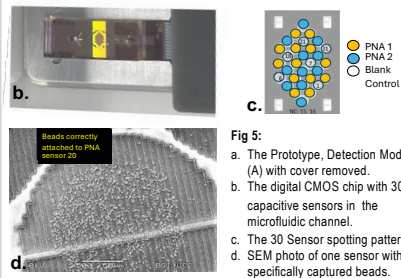 b.
c.
PNA 1
PNA 2
Blank
Control
Beads correctly
attached to PNA
sensor 20
d.
Fig 5:
a. The Prototype, Detection Mod
(A) with cover removed.
b. The digital CMOS chip with 30
capacitive sensors in the
microfluidic channel.
c. The 30 Sensor spotting patter
d. SEM photo of one sensor with
specifically captured beads.